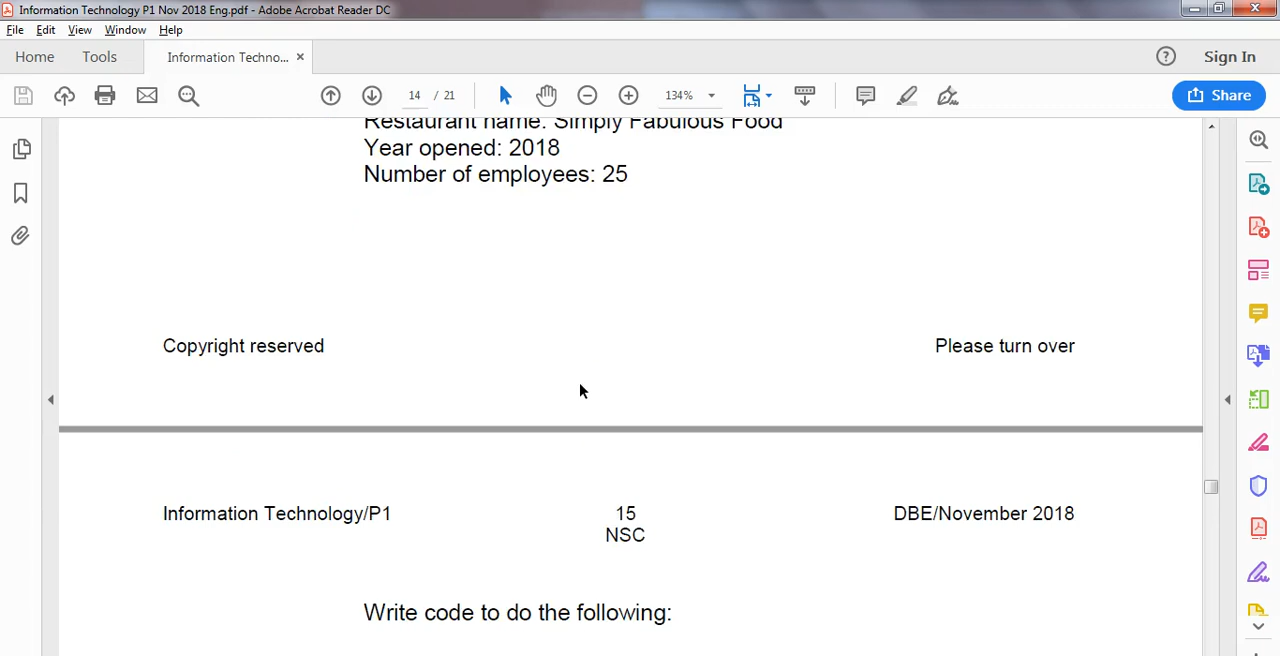 Information Technology P1 Nov 2018 Eng.pdf - Adobe Acrobat Reader DC
File Edit View Window Help
Home Tools Information Techno... × Sign In
14 / 21 134% Share
Restaurant name: Simply Fabulous Food
Year opened: 2018
Number of employees: 25
Copyright reserved Please turn over
Information Technology/P1 15 DBE/November 2018
NSC
Write code to do the following: